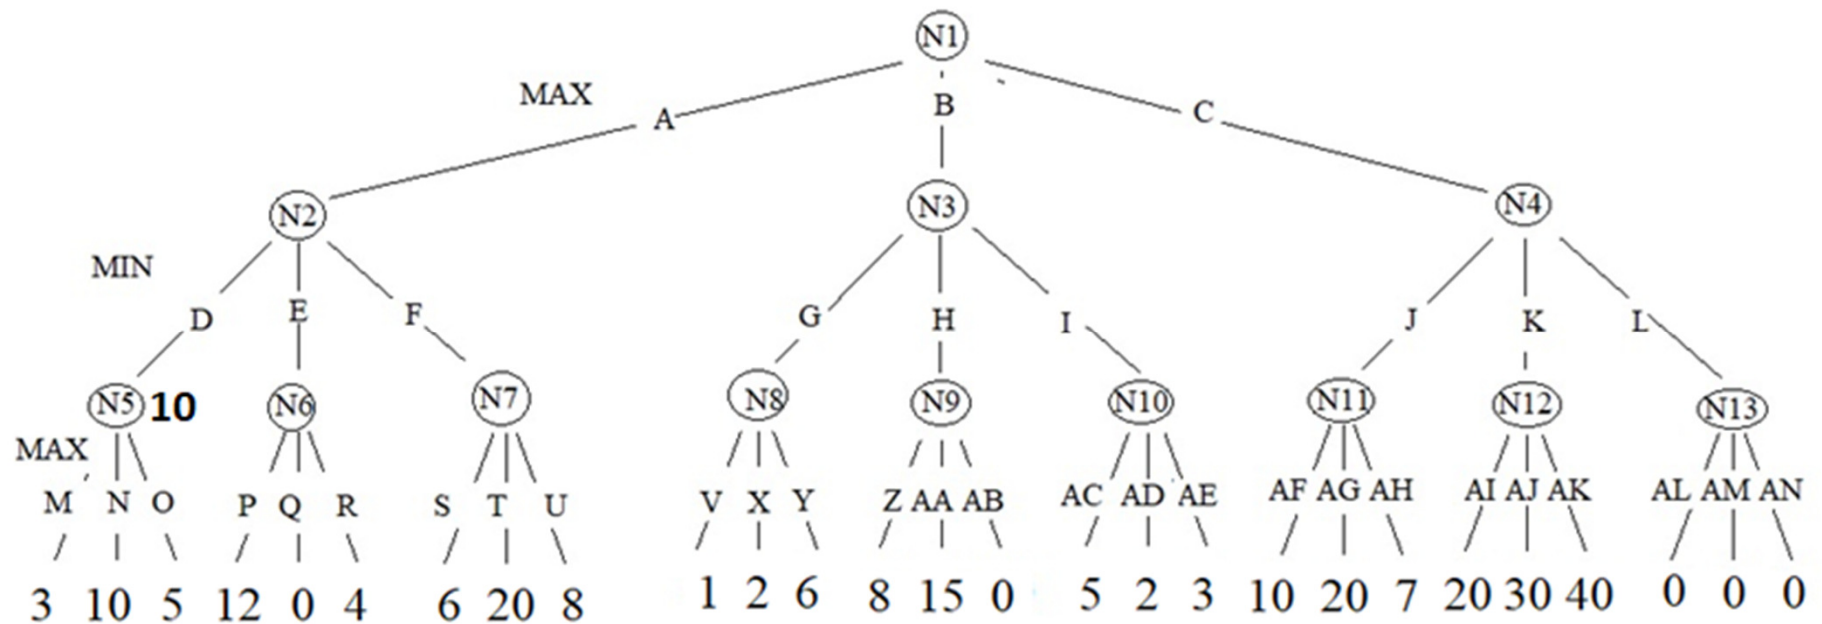 N1
MAX A B C
N2 N3 N4
MIN
D E F G H I J K L
N5 10 N6 N7 N8 N9 N10 N11 N12 N13
MAX
M N O P Q R S T U V X Y Z AA AB AC AD AE AF AG AH AI AJ AK AL AM AN
3 10 5 12 0 4 6 20 8 1 2 6 8 15 0 5 2 3 10 20 7 20 30 40 0 0 0